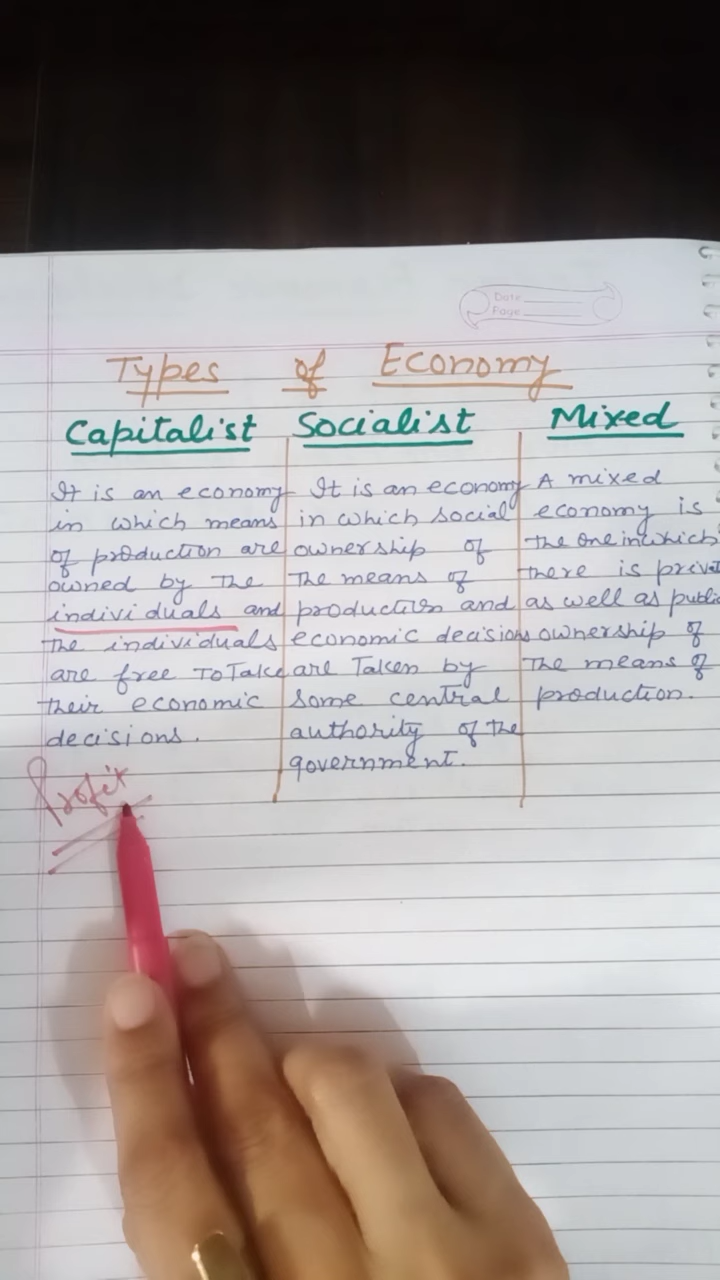 Date
Page
Types of Economy
Capitalist Socialist Mixed
It is an economy
in which means
of production are
owned by the
individuals and
the individuals
are free To Take
their economic
decisions.
Profit
It is an economy
in which social
ownership of
The means of
production and
economic decisions
are Taken by
some central
authority of the
government.
A mixed
economy is
the one in which
there is privat
as well as public
ownership of
The means of
production.